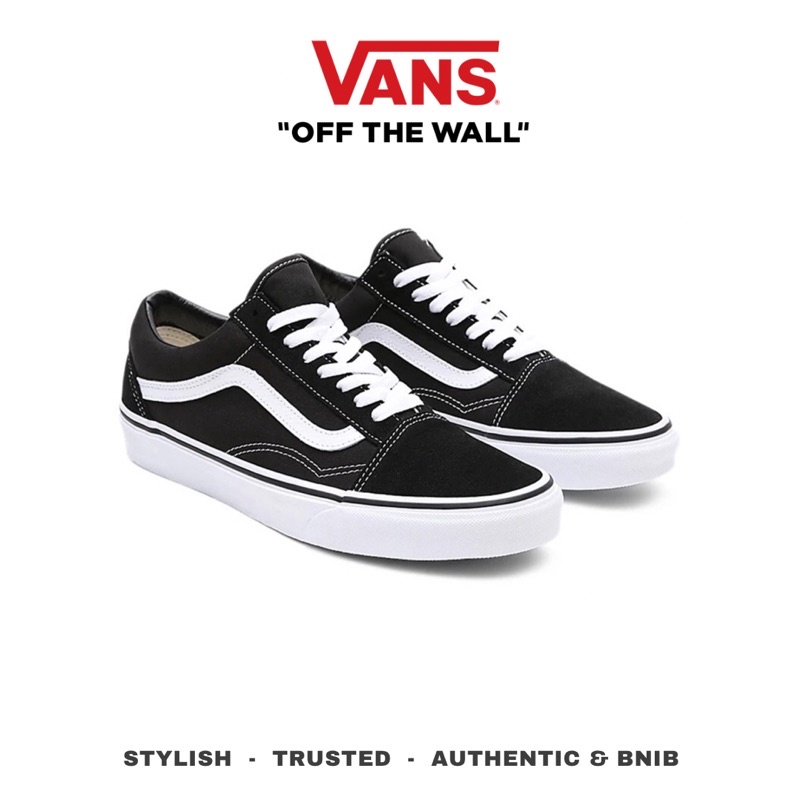 VANS
"OFF THE WALL"
STYLISH - TRUSTED - AUTHENTIC & BNIB